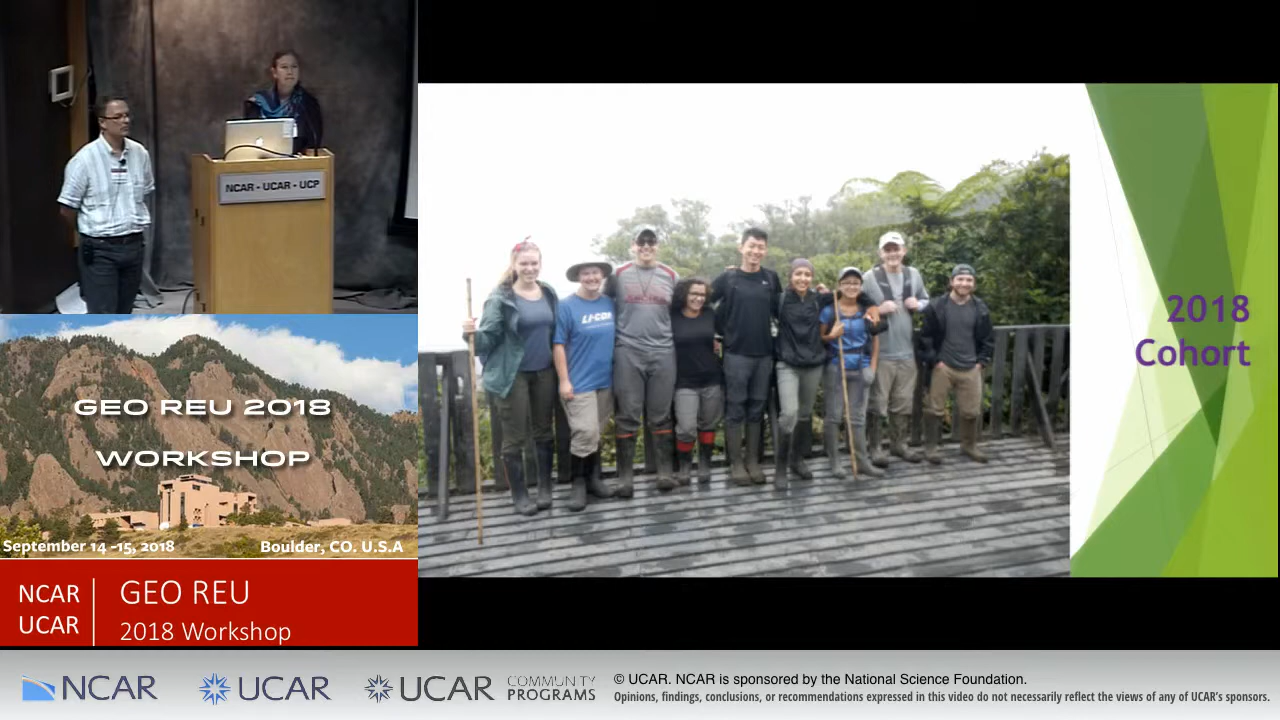 NCAR - UCAR - UCP
GEO REU 2018
WORKSHOP
September 14 -15, 2018
Boulder, CO. U.S.A
NCAR
UCAR
GEO REU
2018 Workshop
LI-COR
2018
Cohort
NCAR
UCAR
UCAR
COMMUNITY
PROGRAMS
© UCAR. NCAR is sponsored by the National Science Foundation.
Opinions, findings, conclusions, or recommendations expressed in this video do not necessarily reflect the views of any of UCAR's sponsors.